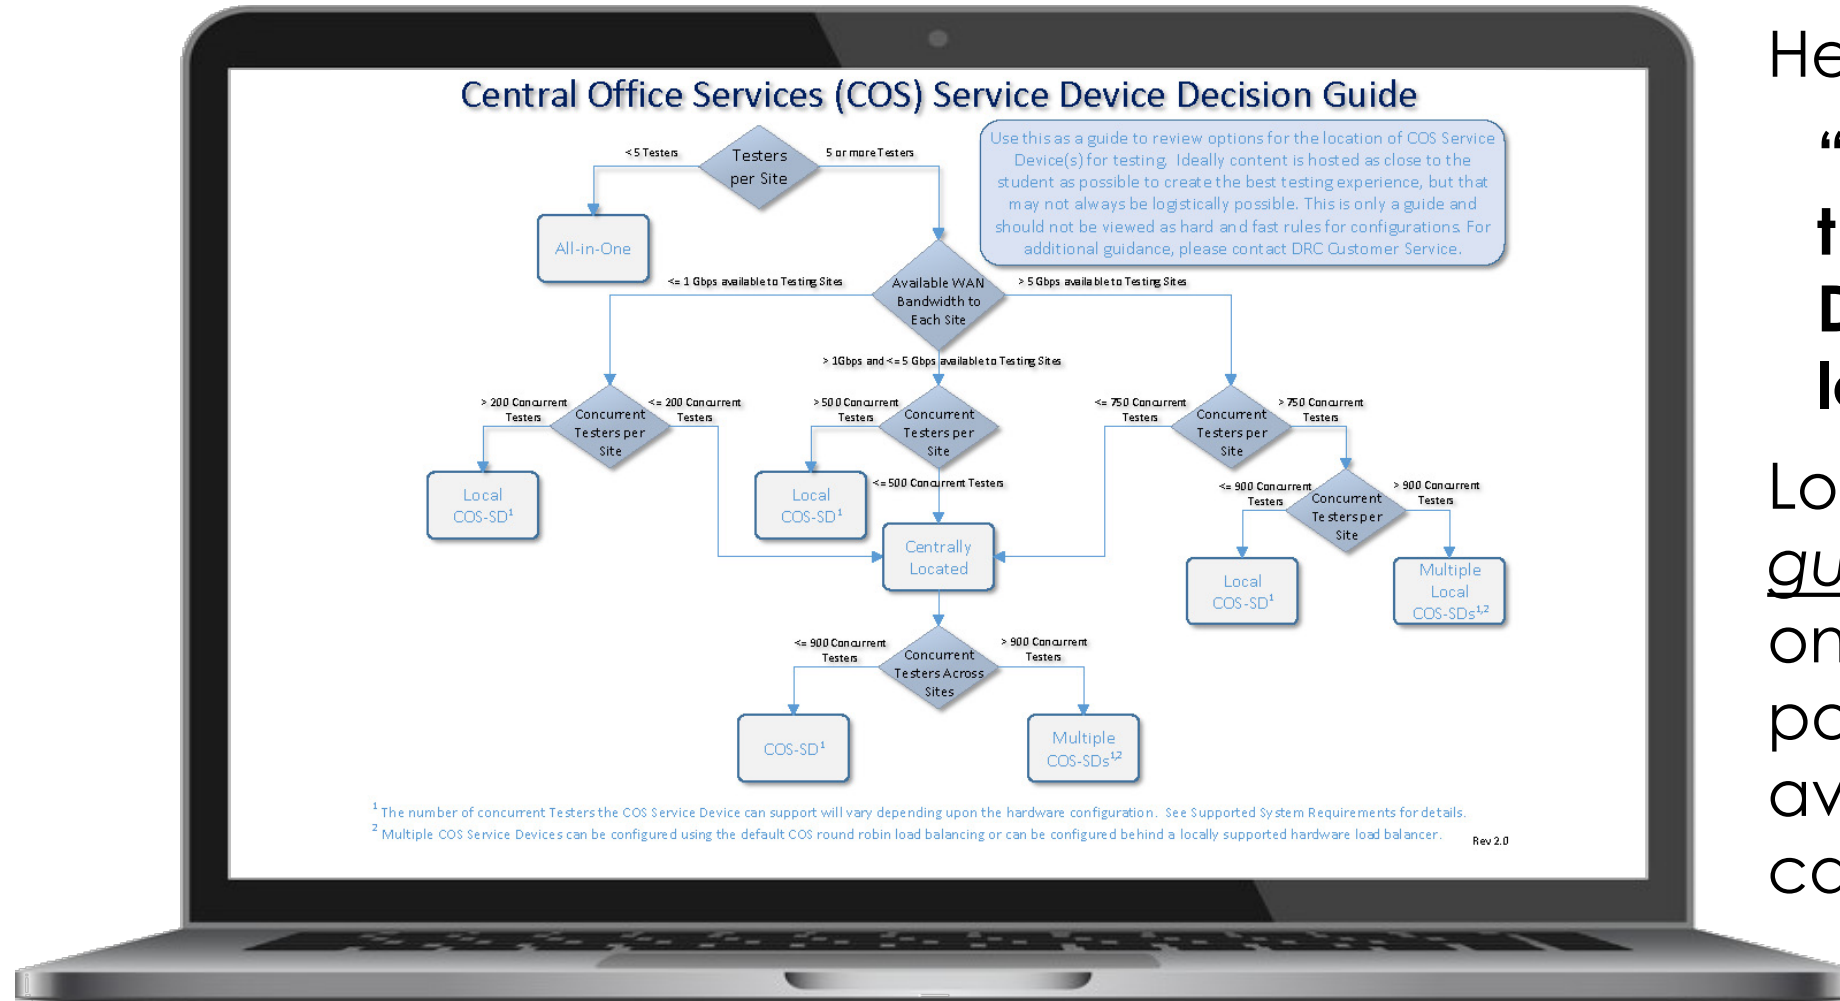 Central Office Services (COS) Service Device Decision Guide
Use this as a guide to review options for the location of COS Service
Device(s) for testing. Ideally content is hosted as close to the
student as possible to create the best testing experience, but that
may not always be logistically possible. This is only a guide and
should not be viewed as hard and fast rules for configurations. For
additional guidance, please contact DRC Customer Service.
< 5 Testers
Testers
per Site
5 or more Testers
All-in-One
<= 1 Gbps available to Testing Sites
Available WAN
Bandwidth to
Each Site
> 5 Gbps available to Testing Sites
> 1Gbps and <= 5 Gbps available to Testing Sites
> 200 Concurrent
Testers
Concurrent
Testers per
Site
<= 200 Concurrent
Testers
> 500 Concurrent
Testers
Concurrent
Testers per
Site
<= 750 Concurrent
Testers
Concurrent
Testers per
Site
> 750 Concurrent
Testers
Local
COS-SD¹
Local
COS-SD¹
<= 500 Concurrent Testers
<= 900 Concurrent
Testers
Concurrent
Testers per
Site
> 900 Concurrent
Testers
Centrally
Located
Local
COS-SD¹
Multiple
Local
COS-SDs¹,²
<= 900 Concurrent
Testers
Concurrent
Testers Across
Sites
> 900 Concurrent
Testers
COS-SD¹
Multiple
COS-SDs¹,²
¹ The number of concurrent Testers the COS Service Device can support will vary depending upon the hardware configuration. See Supported System Requirements for details.
² Multiple COS Service Devices can be configured using the default COS round robin load balancing or can be configured behind a locally supported hardware load balancer.
Rev 2.0
He
“
t
D
lo
Lo
gu
on
po
av
co